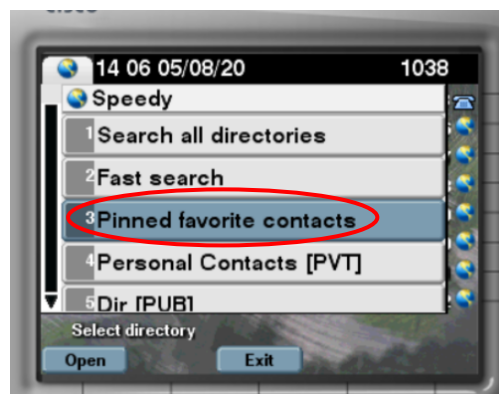 cisco
14 06 05/08/20 1038
Speedy
1 Search all directories
2 Fast search
3 Pinned favorite contacts
4 Personal Contacts [PVT]
5 Dir [PUB]
Select directory
Open Exit